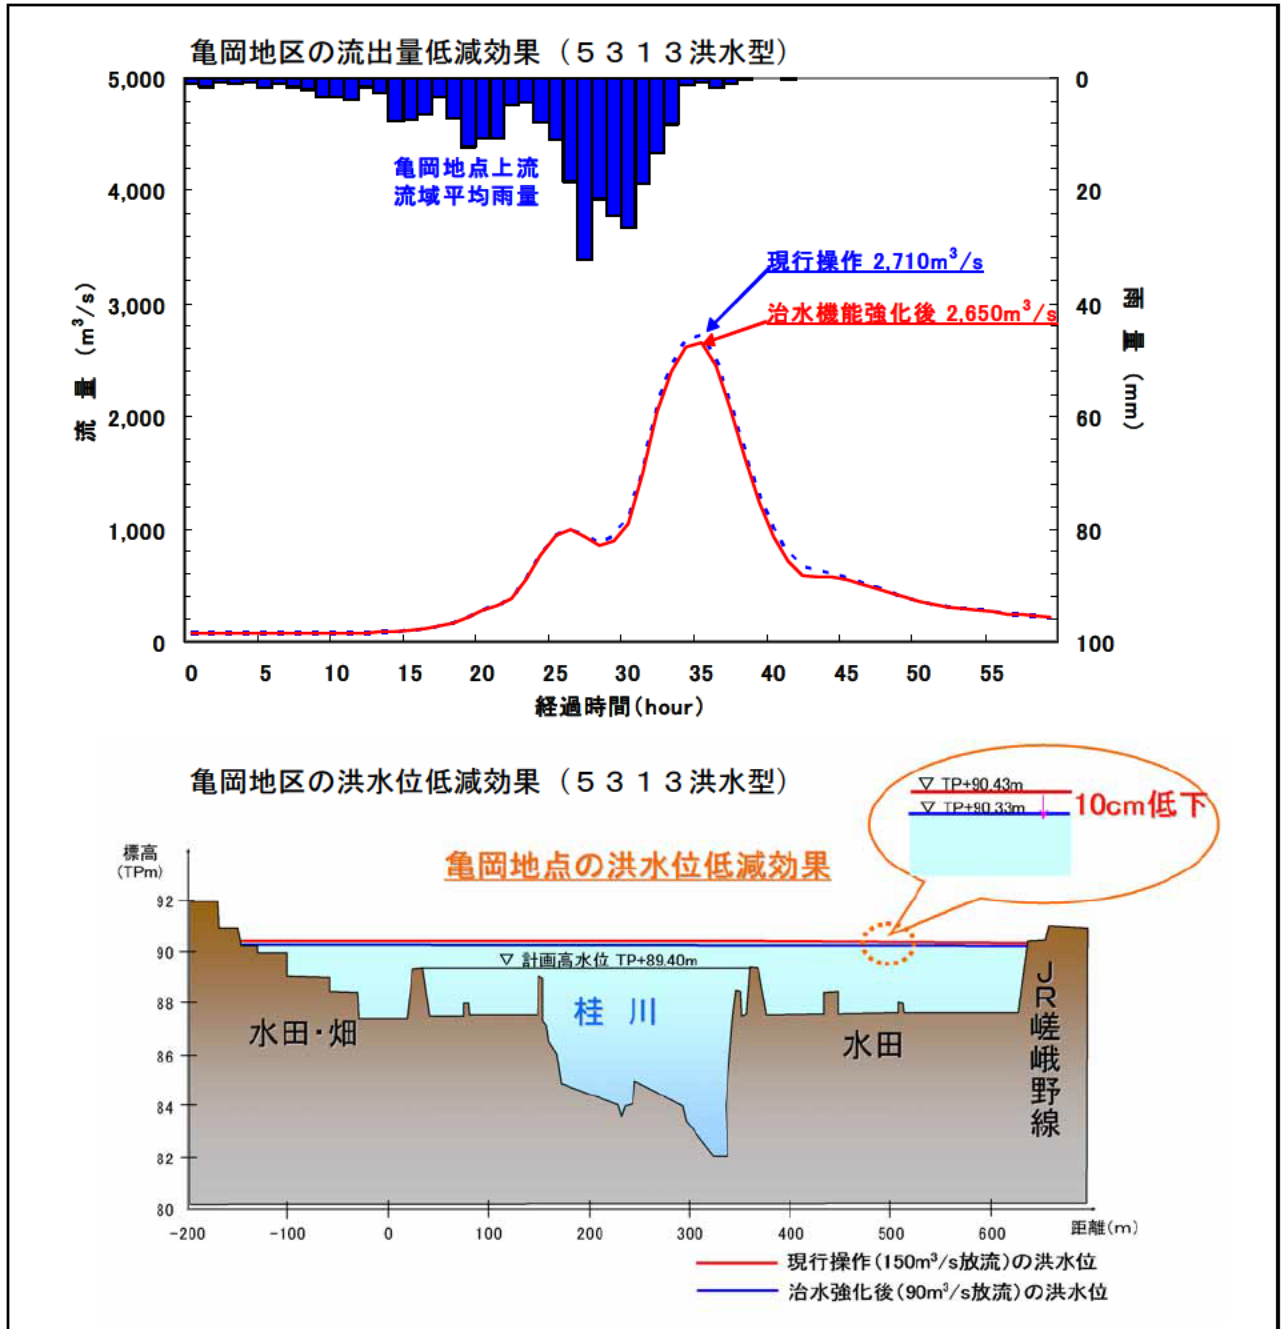 亀岡地区の流出量低減効果（５３１３洪水型）
5,000
4,000
3,000
2,000
1,000
0
流 量 (m³/s)
0
20
40
60
80
100
雨 量 (mm)
亀岡地点上流
流域平均雨量
現行操作 2,710m³/s
治水機能強化後 2,650m³/s
0 5 10 15 20 25 30 35 40 45 50 55
経過時間(hour)
亀岡地区の洪水位低減効果（５３１３洪水型）
▽ TP+90.43m
▽ TP+90.33m
10cm低下
標高
(TPm)
亀岡地点の洪水位低減効果
92
90
88
86
84
82
80
▽ 計画高水位 TP+89.40m
桂 川
水田・畑
水田
ＪＲ嵯峨野線
-200 -100 0 100 200 300 400 500 600
距離(m)
現行操作(150m³/s放流)の洪水位
治水強化後(90m³/s放流)の洪水位